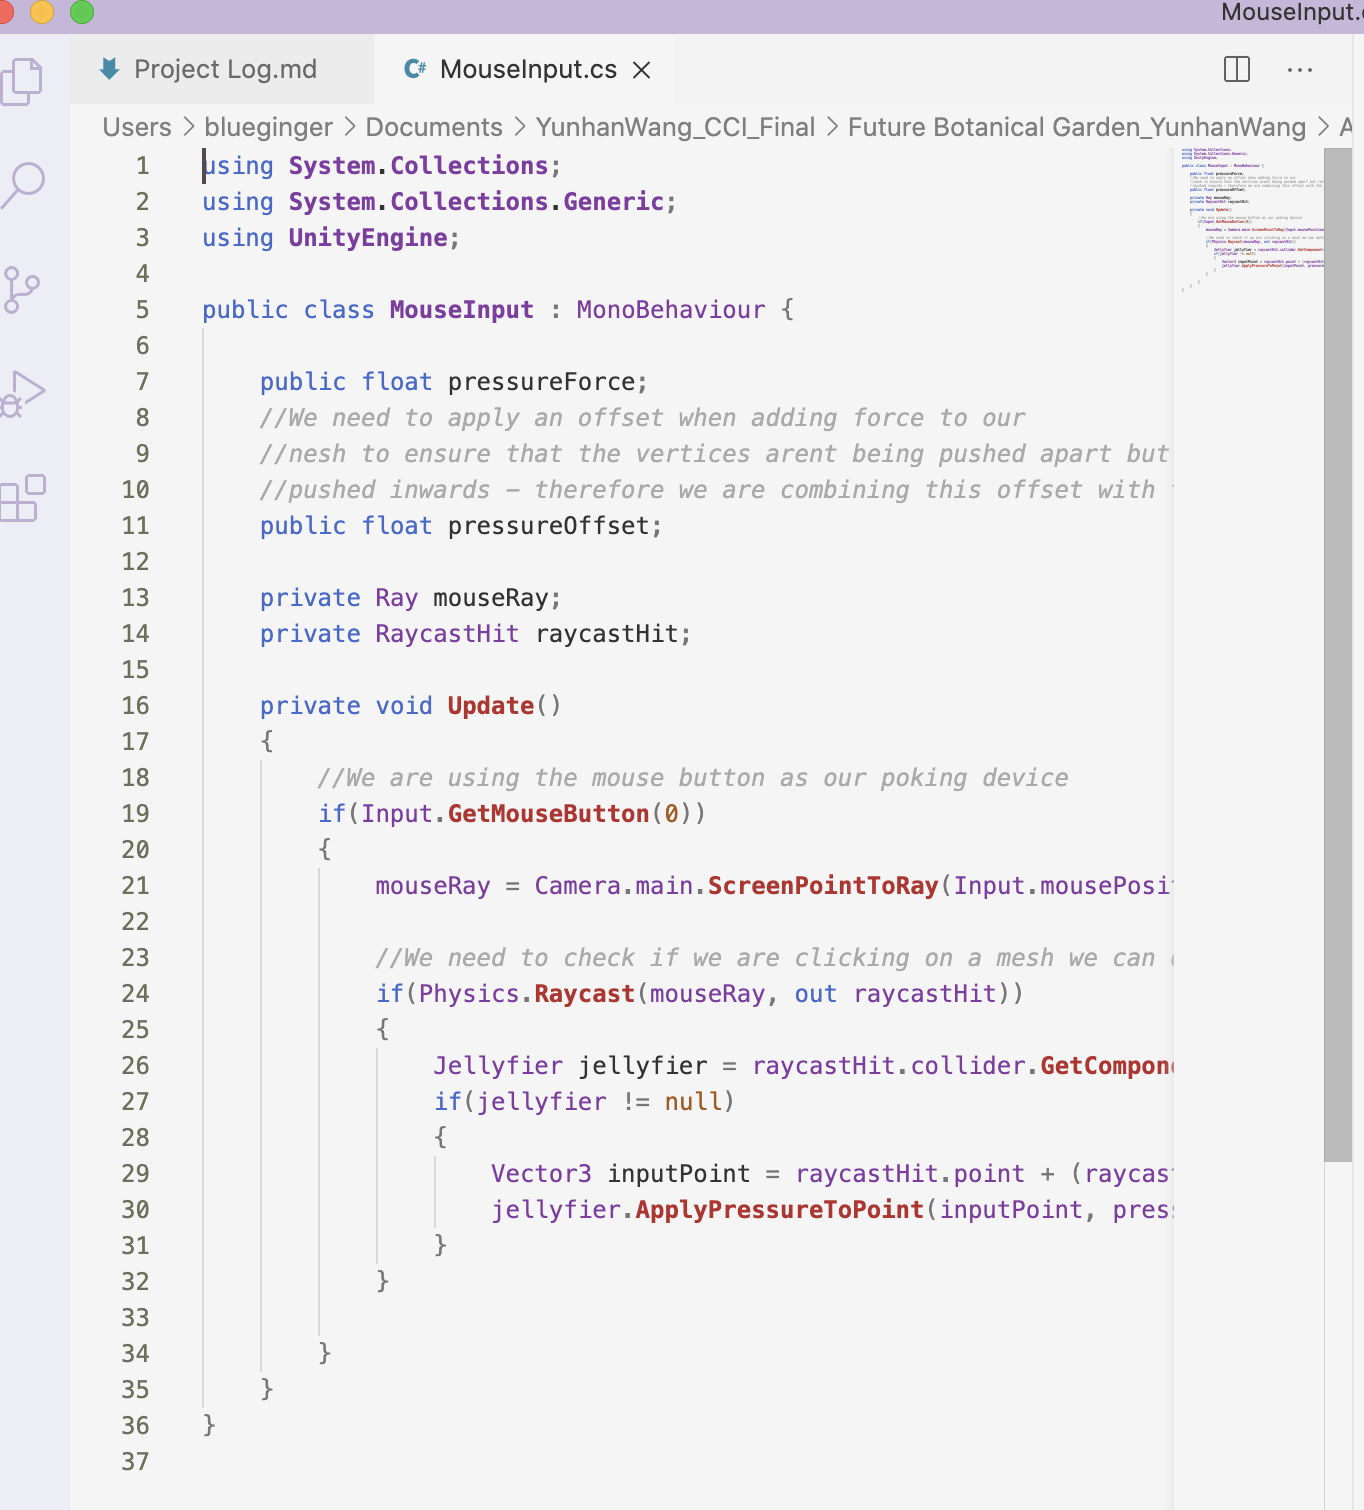 MouseInput.
Project Log.md
C# MouseInput.cs
Users > blueginger > Documents > YunhanWang_CCI_Final > Future Botanical Garden_YunhanWang > A
1 using System.Collections;
2 using System.Collections.Generic;
3 using UnityEngine;
4
5 public class MouseInput : MonoBehaviour {
6
7 public float pressureForce;
8 //We need to apply an offset when adding force to our
9 //nesh to ensure that the vertices arent being pushed apart but
10 //pushed inwards – therefore we are combining this offset with
11 public float pressureOffset;
12
13 private Ray mouseRay;
14 private RaycastHit raycastHit;
15
16 private void Update()
17 {
18 //We are using the mouse button as our poking device
19 if(Input.GetMouseButton(0))
20 {
21 mouseRay = Camera.main.ScreenPointToRay(Input.mousePosi
22
23 //We need to check if we are clicking on a mesh we can
24 if(Physics.Raycast(mouseRay, out raycastHit))
25 {
26 Jellyfier jellyfier = raycastHit.collider.GetCompon
27 if(jellyfier != null)
28 {
29 Vector3 inputPoint = raycastHit.point + (raycas
30 jellyfier.ApplyPressureToPoint(inputPoint, pres
31 }
32 }
33
34 }
35 }
36 }
37